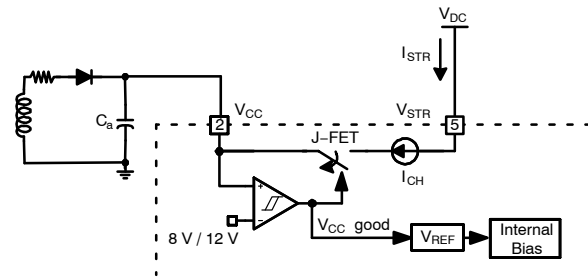 V_DC
I_STR
C_a
2
V_CC
V_STR
5
J-FET
I_CH
+
−
8 V / 12 V
V_CC good
V_REF
Internal
Bias